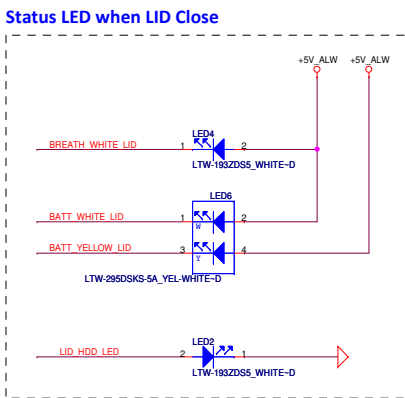 Status LED when LID Close
+5V_ALW +5V_ALW
LED4
BREATH_WHITE_LID 1 2
LTW-193ZDS5_WHITE~D
LED6
BATT_WHITE_LID 1 W 2
BATT_YELLOW_LID 3 Y 4
LTW-295DSKS-5A_YEL-WHITE~D
LED2
LID_HDD_LED 2 1
LTW-193ZDS5_WHITE~D